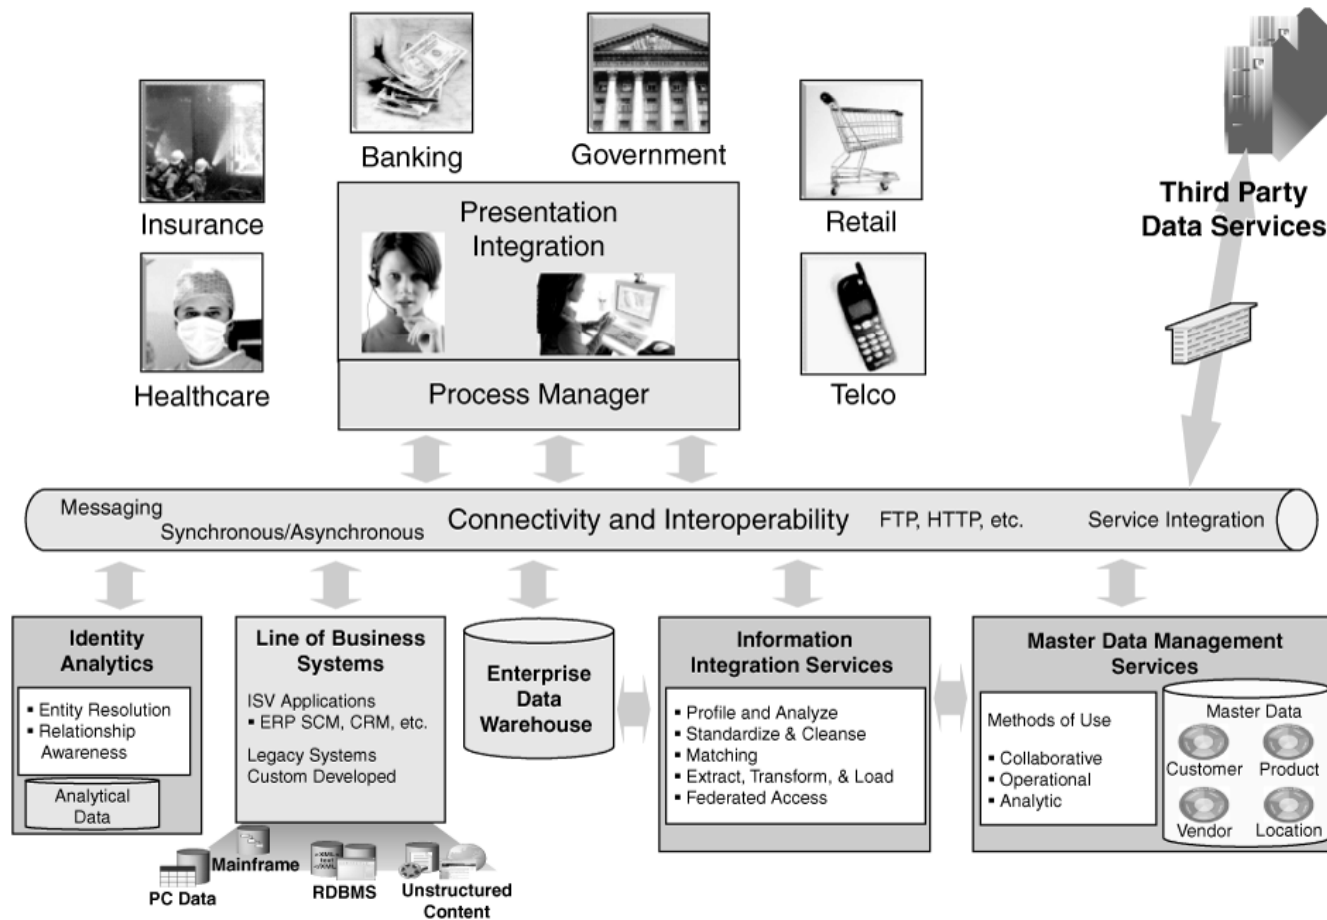 Banking
Government
Insurance
Retail
Healthcare
Telco
Presentation
Integration
Process Manager
Third Party
Data Services
Messaging
Synchronous/Asynchronous
Connectivity and Interoperability
FTP, HTTP, etc.
Service Integration
Identity
Analytics
▪ Entity Resolution
▪ Relationship
Awareness
Analytical
Data
Line of Business
Systems
ISV Applications
▪ ERP SCM, CRM, etc.
Legacy Systems
Custom Developed
Mainframe
PC Data
<XML>
text
</XML>
RDBMS
Unstructured
Content
Enterprise
Data
Warehouse
Information
Integration Services
▪ Profile and Analyze
▪ Standardize & Cleanse
▪ Matching
▪ Extract, Transform, & Load
▪ Federated Access
Master Data Management
Services
Methods of Use
▪ Collaborative
▪ Operational
▪ Analytic
Master Data
Customer
Product
Vendor
Location